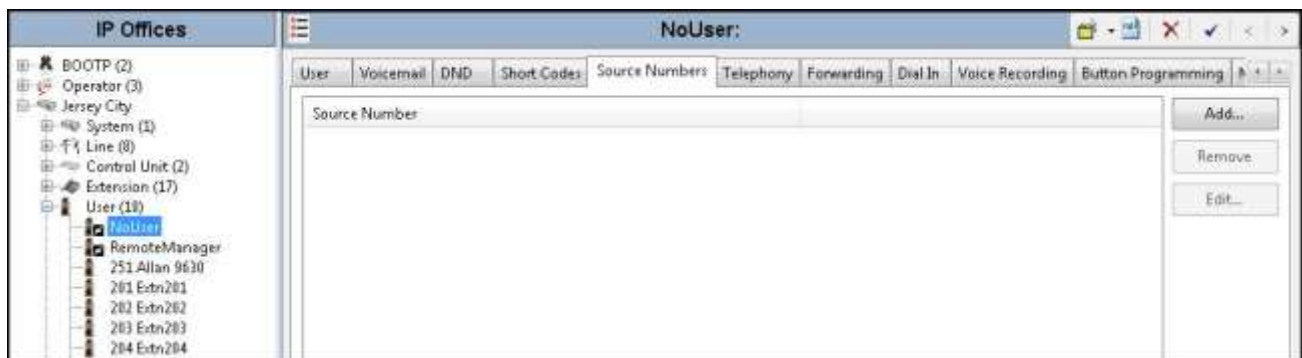 IP Offices
BOOTP (2)
Operator (3)
Jersey City
System (1)
Line (8)
Control Unit (2)
Extension (17)
User (18)
NoUser
RemoteManager
251 Allan 9630
201 Extn201
202 Extn202
203 Extn203
204 Extn204
NoUser:
User Voicemail DND Short Codes Source Numbers Telephony Forwarding Dial In Voice Recording Button Programming
Source Number
Add...
Remove
Edit...